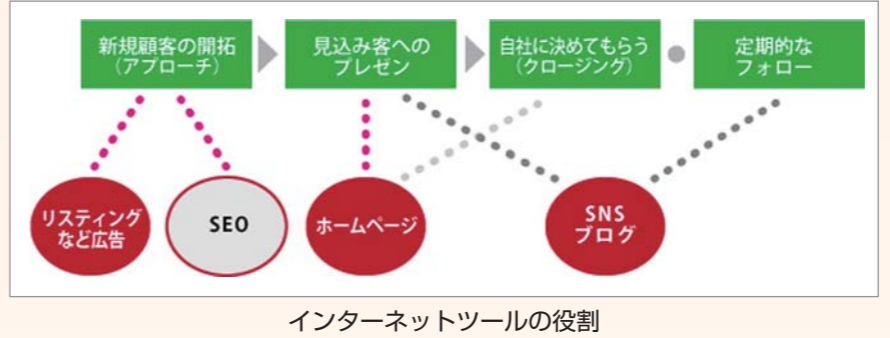 新規顧客の開拓
(アプローチ)
見込み客への
プレゼン
自社に決めてもらう
(クロージング)
定期的な
フォロー
リスティング
など広告
SEO
ホームページ
SNS
ブログ
インターネットツールの役割